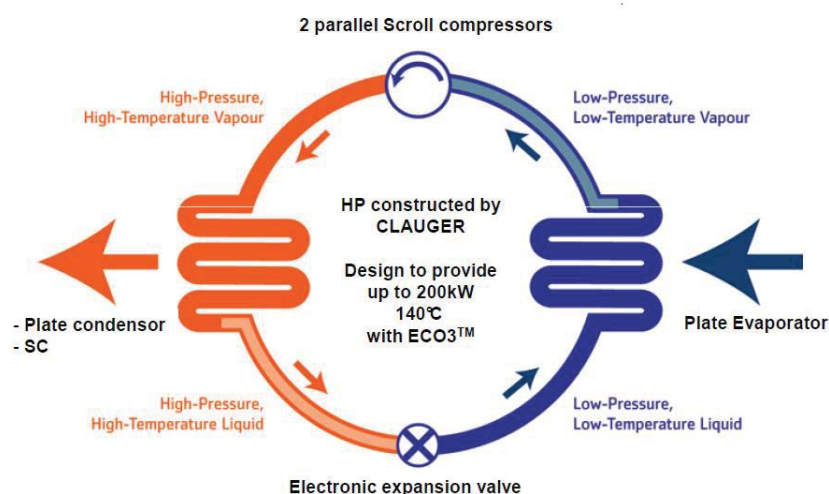 2 parallel Scroll compressors
High-Pressure,
High-Temperature Vapour
Low-Pressure,
Low-Temperature Vapour
HP constructed by
CLAUGER
Design to provide
up to 200kW
140°C
with ECO3™
- Plate condensor
- SC
Plate Evaporator
High-Pressure,
High-Temperature Liquid
Low-Pressure,
Low-Temperature Liquid
Electronic expansion valve